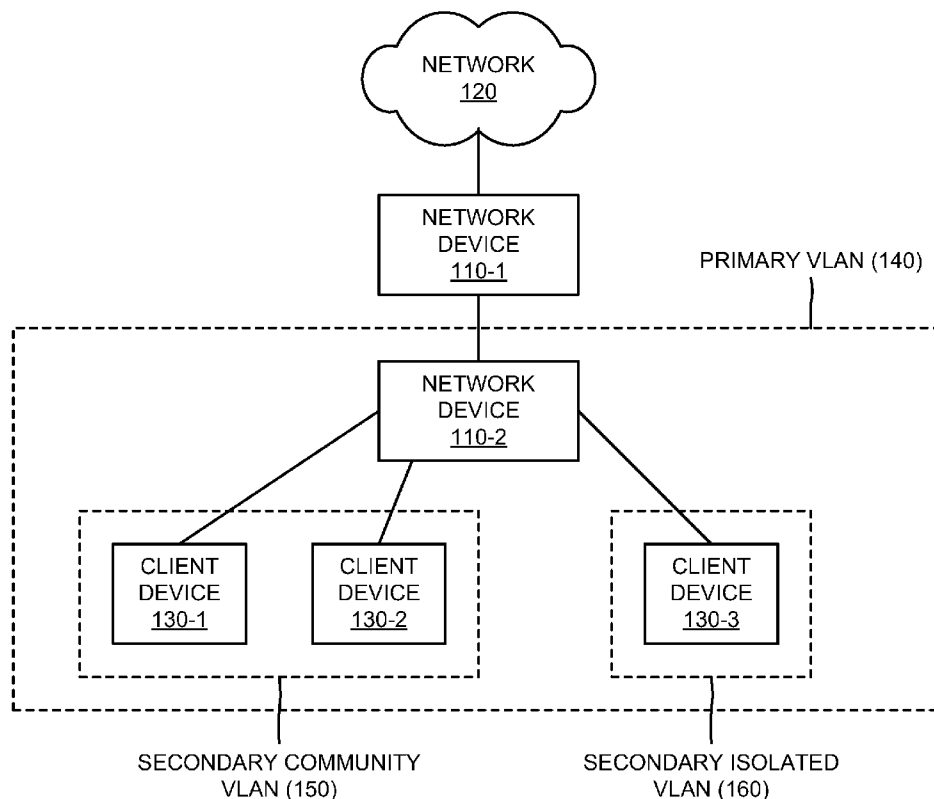 NETWORK
120
NETWORK
DEVICE
110-1
PRIMARY VLAN (140)
NETWORK
DEVICE
110-2
CLIENT
DEVICE
130-1
CLIENT
DEVICE
130-2
CLIENT
DEVICE
130-3
SECONDARY COMMUNITY
VLAN (150)
SECONDARY ISOLATED
VLAN (160)